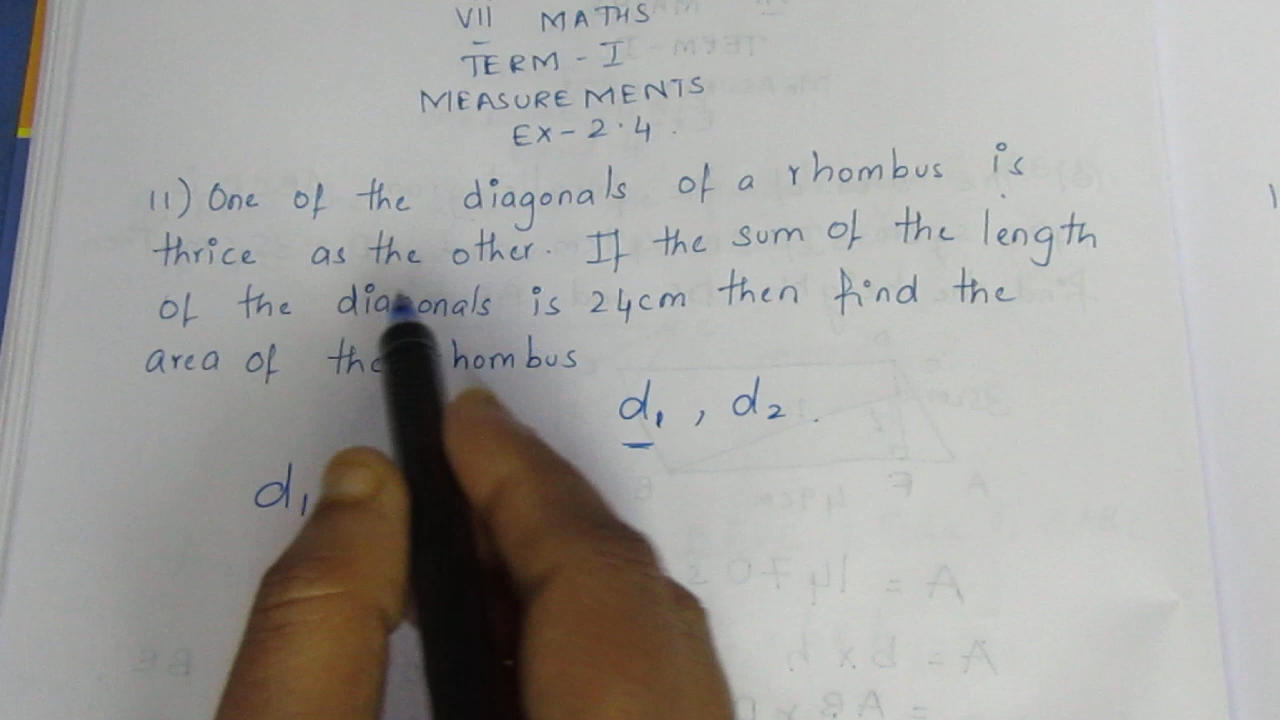 VII MATHS
TERM - I
MEASUREMENTS
EX - 2.4.
11) One of the diagonals of a rhombus is
thrice as the other. If the sum of the length
of the diagonals is 24cm then find the
area of the rhombus
d₁, d₂.
d₁